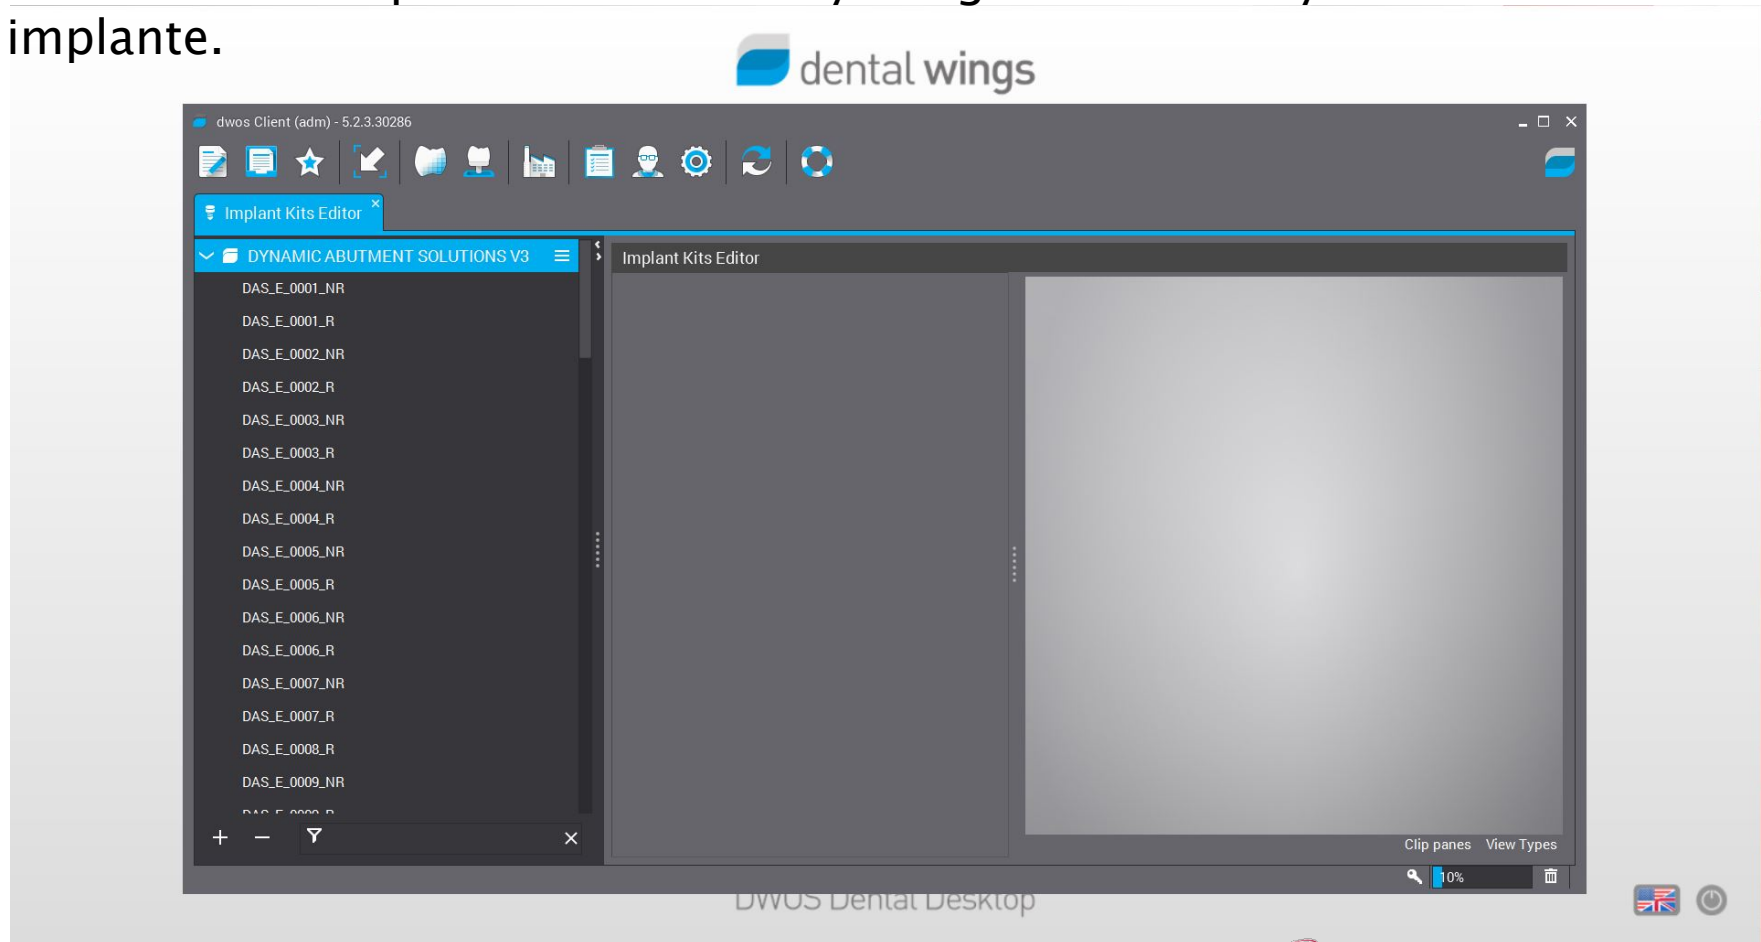 implante.
dental wings
dwos Client (adm) - 5.2.3.30286
Implant Kits Editor
DYNAMIC ABUTMENT SOLUTIONS V3
Implant Kits Editor
DAS_E_0001_NR
DAS_E_0001_R
DAS_E_0002_NR
DAS_E_0002_R
DAS_E_0003_NR
DAS_E_0003_R
DAS_E_0004_NR
DAS_E_0004_R
DAS_E_0005_NR
DAS_E_0005_R
DAS_E_0006_NR
DAS_E_0006_R
DAS_E_0007_NR
DAS_E_0007_R
DAS_E_0008_R
DAS_E_0009_NR
Clip panes View Types
10%
DWOS Dental Desktop